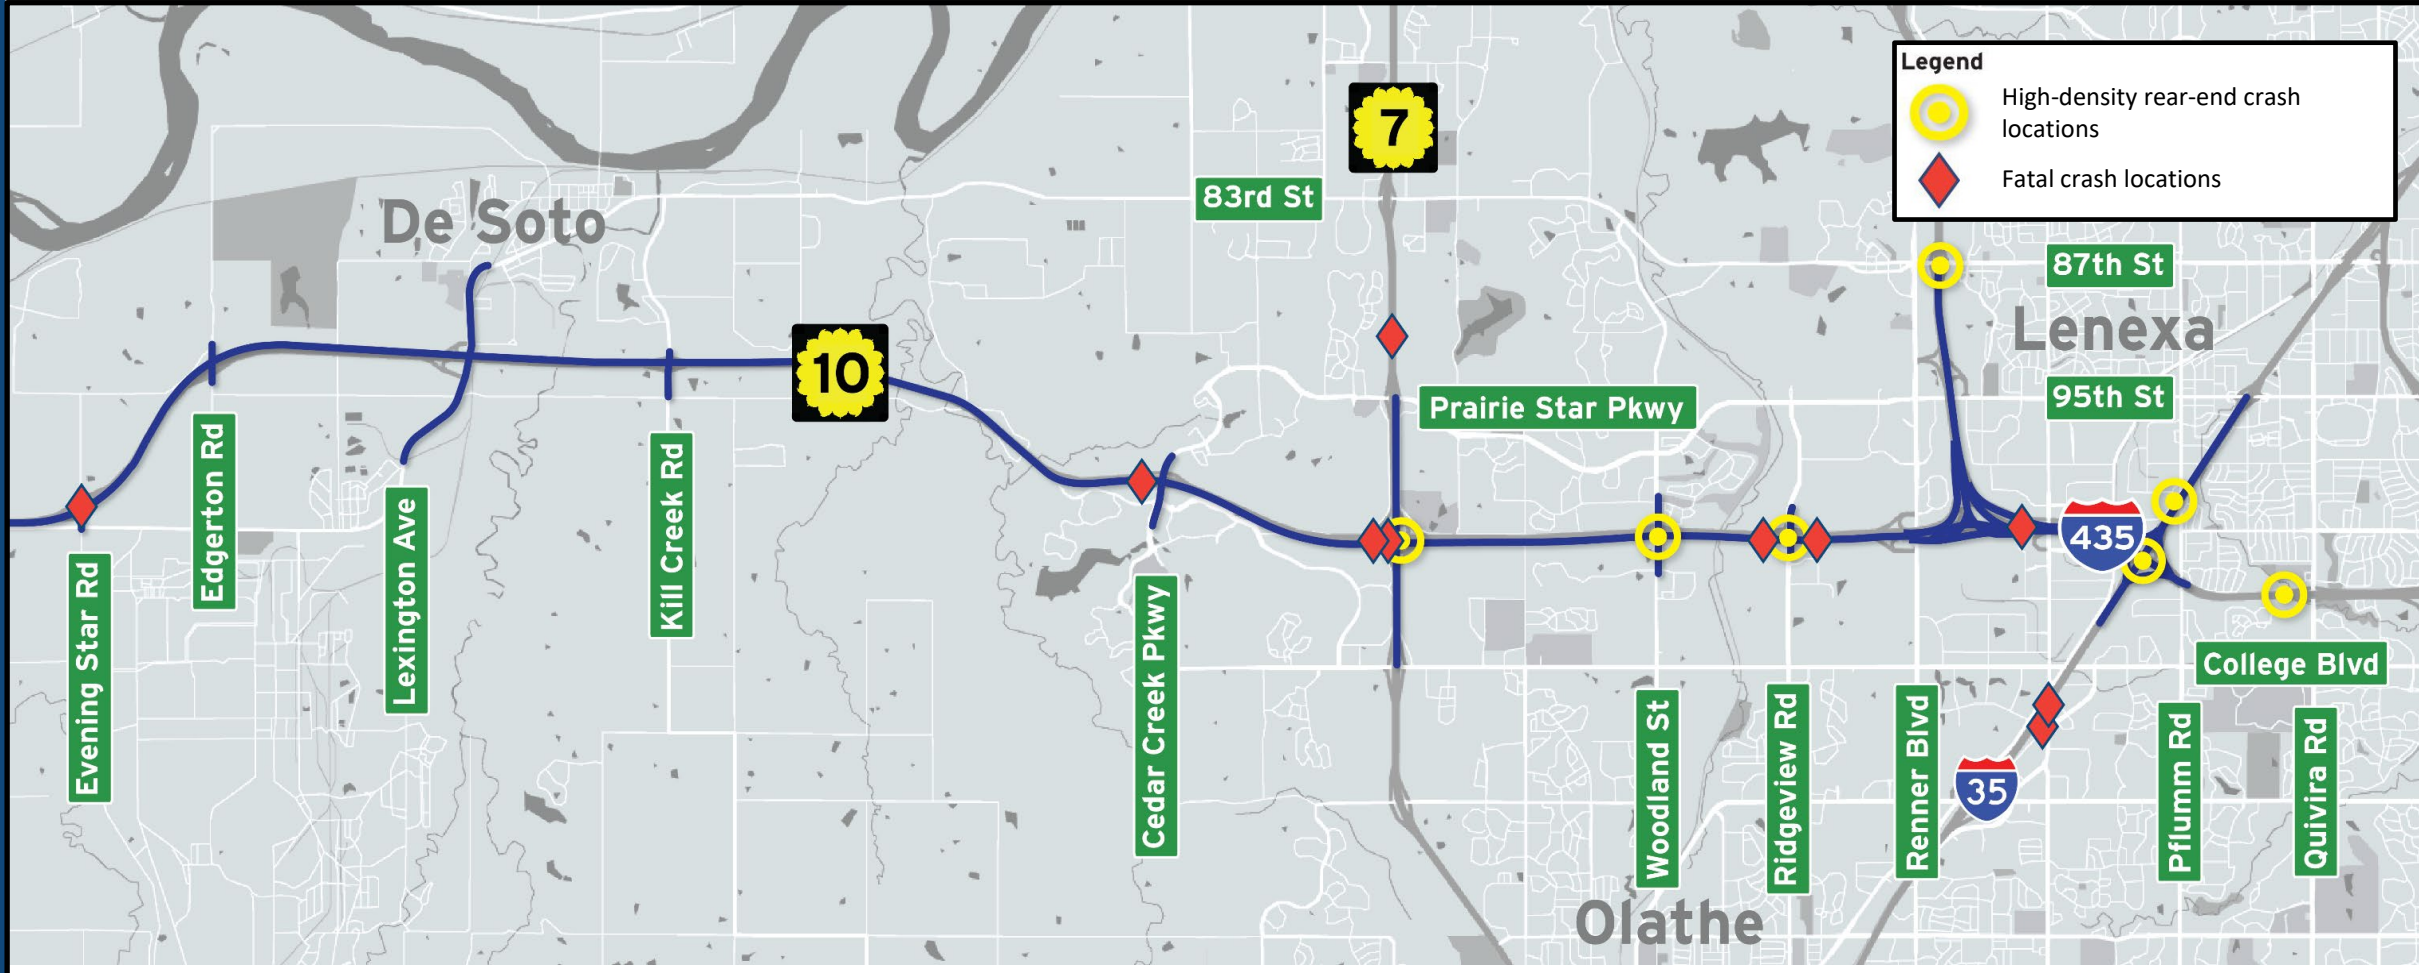 Legend
High-density rear-end crash
locations
Fatal crash locations
7
83rd St
De Soto
87th St
Lenexa
10
Prairie Star Pkwy
95th St
Edgerton Rd
Kill Creek Rd
Lexington Ave
Evening Star Rd
Cedar Creek Pkwy
435
College Blvd
Woodland St
Ridgeview Rd
Renner Blvd
35
Pflumm Rd
Quivira Rd
Olathe